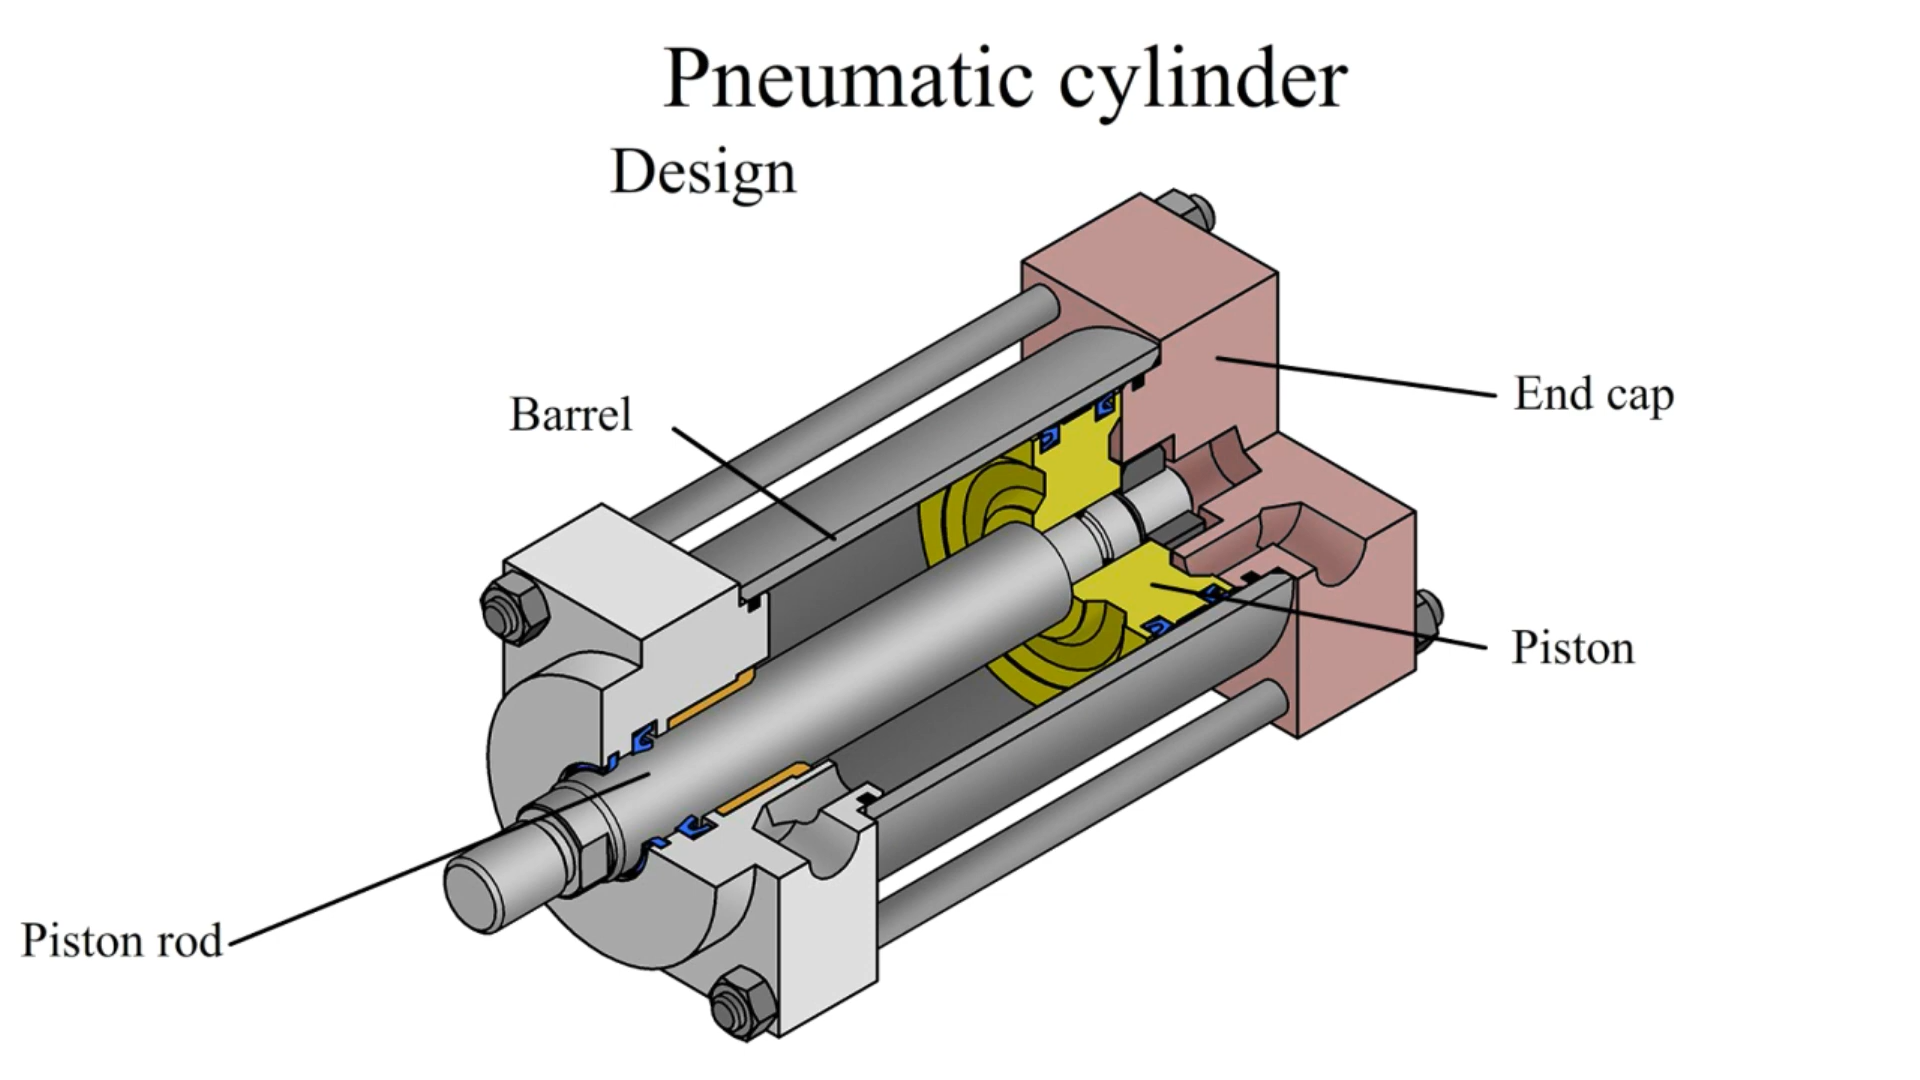 Pneumatic cylinder
Design
Barrel
End cap
Piston
Piston rod